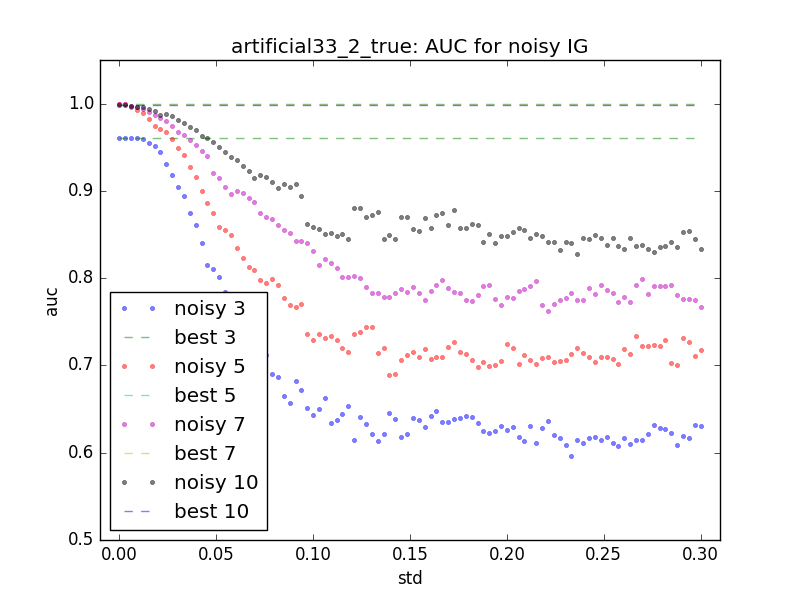 artificial33_2_true: AUC for noisy IG
auc
1.0
0.9
0.8
0.7
0.6
0.5
noisy 3
best 3
noisy 5
best 5
noisy 7
best 7
noisy 10
best 10
0.00 0.05 0.10 0.15 0.20 0.25 0.30
std